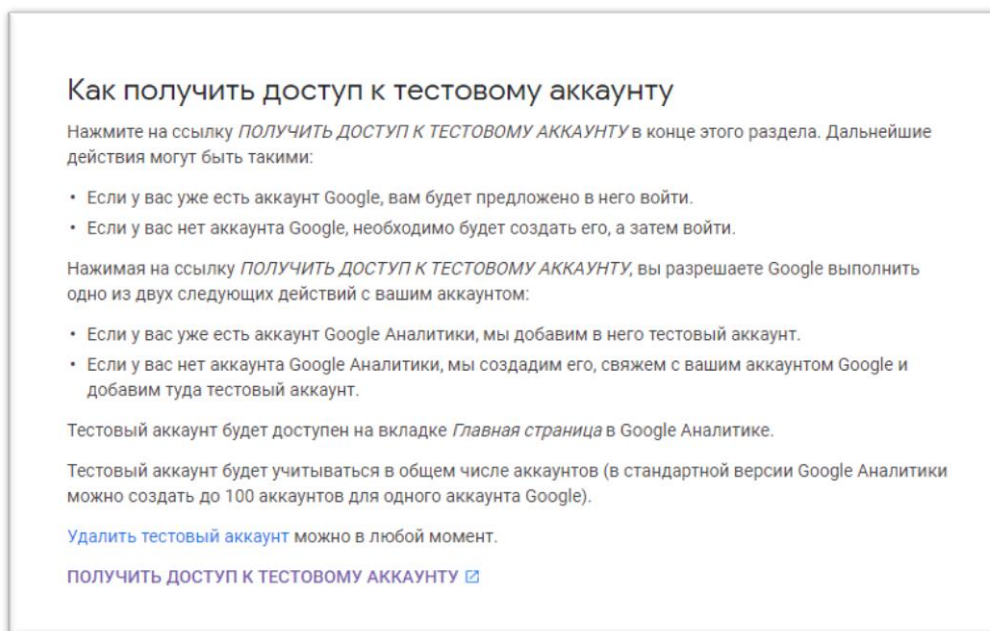 Как получить доступ к тестовому аккаунту
Нажмите на ссылку ПОЛУЧИТЬ ДОСТУП К ТЕСТОВОМУ АККАУНТУ в конце этого раздела. Дальнейшие
действия могут быть такими:
• Если у вас уже есть аккаунт Google, вам будет предложено в него войти.
• Если у вас нет аккаунта Google, необходимо будет создать его, а затем войти.
Нажимая на ссылку ПОЛУЧИТЬ ДОСТУП К ТЕСТОВОМУ АККАУНТУ, вы разрешаете Google выполнить
одно из двух следующих действий с вашим аккаунтом:
• Если у вас уже есть аккаунт Google Аналитики, мы добавим в него тестовый аккаунт.
• Если у вас нет аккаунта Google Аналитики, мы создадим его, свяжем с вашим аккаунтом Google и
добавим туда тестовый аккаунт.
Тестовый аккаунт будет доступен на вкладке Главная страница в Google Аналитике.
Тестовый аккаунт будет учитываться в общем числе аккаунтов (в стандартной версии Google Аналитики
можно создать до 100 аккаунтов для одного аккаунта Google).
Удалить тестовый аккаунт можно в любой момент.
ПОЛУЧИТЬ ДОСТУП К ТЕСТОВОМУ АККАУНТУ